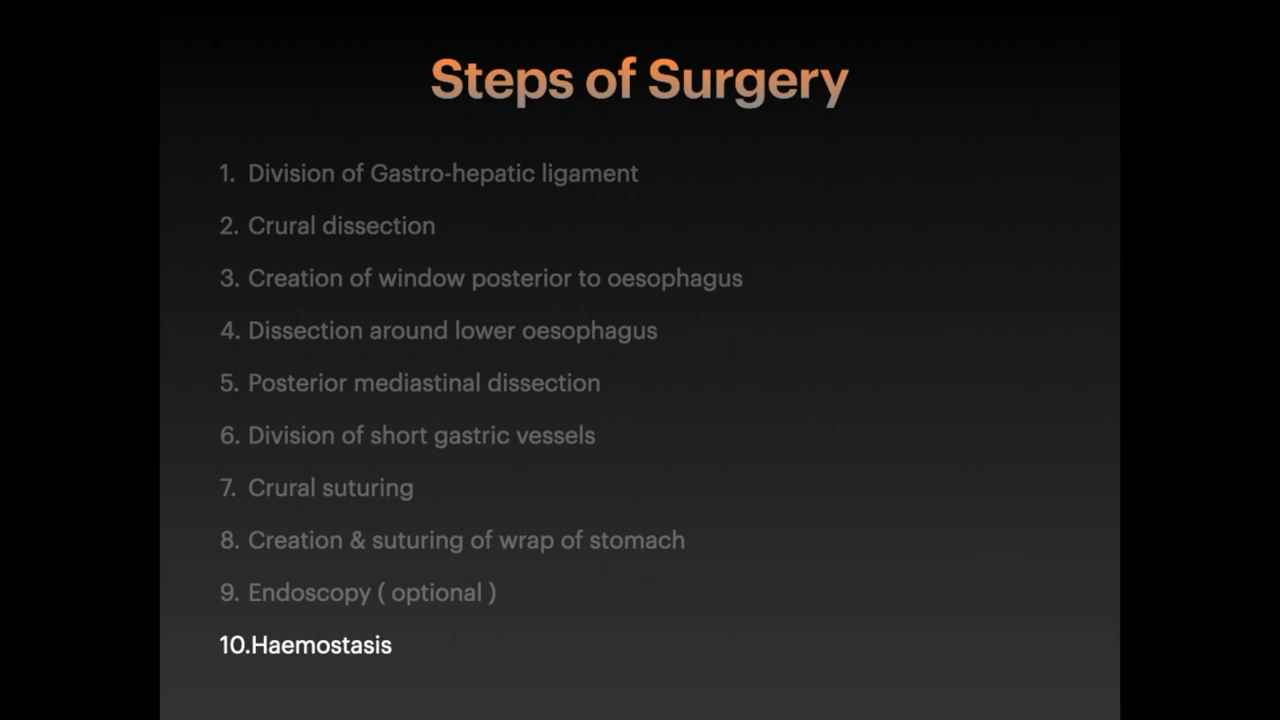 Steps of Surgery
1. Division of Gastro-hepatic ligament
2. Crural dissection
3. Creation of window posterior to oesophagus
4. Dissection around lower oesophagus
5. Posterior mediastinal dissection
6. Division of short gastric vessels
7. Crural suturing
8. Creation & suturing of wrap of stomach
9. Endoscopy ( optional )
10.Haemostasis